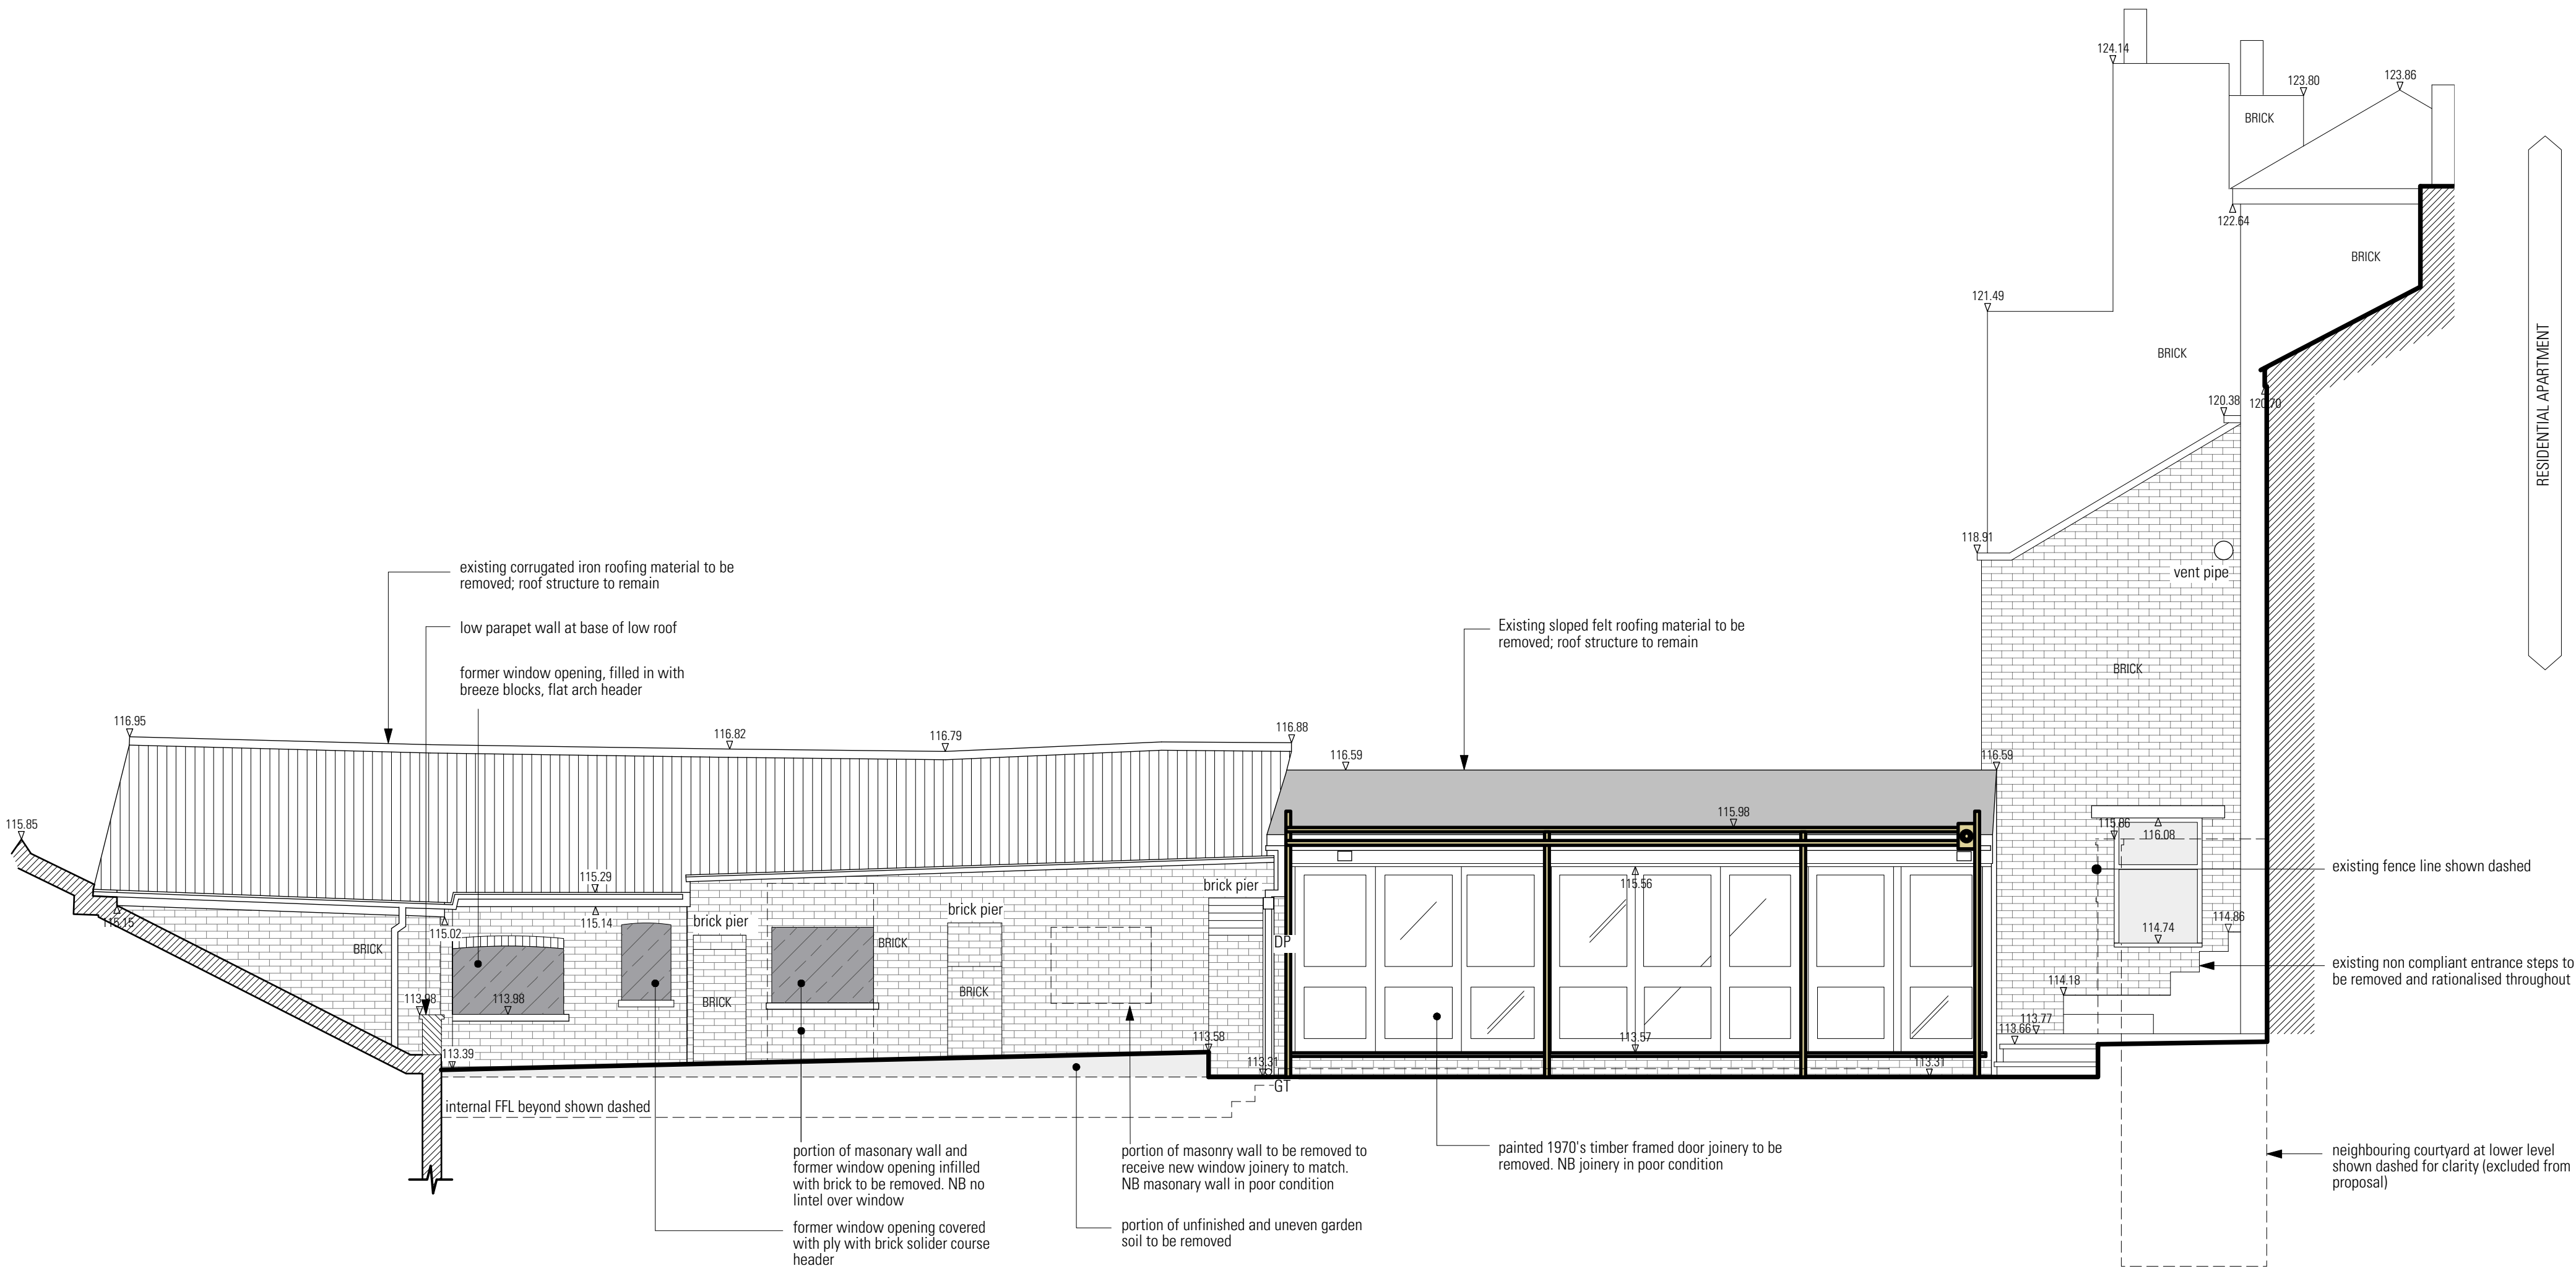 124.14
123.80
123.86
BRICK
122.64
BRICK
121.49
BRICK
RESIDENTIAL APARTMENT
120.38
120.70
118.91
vent pipe
BRICK
existing corrugated iron roofing material to be
removed; roof structure to remain
low parapet wall at base of low roof
former window opening, filled in with
breeze blocks, flat arch header
Existing sloped felt roofing material to be
removed; roof structure to remain
116.95
116.82
116.79
116.88
116.59
116.59
115.85
115.98
115.86
116.08
existing fence line shown dashed
115.29
115.14
115.56
brick pier
brick pier
brick pier
115.15
115.02
BRICK
BRICK
DP
114.86
114.74
existing non compliant entrance steps to
be removed and rationalised throughout
114.18
113.98
113.98
BRICK
BRICK
113.77
113.66
113.39
113.58
113.31
113.57
113.31
GT
internal FFL beyond shown dashed
portion of masonary wall and
former window opening infilled
with brick to be removed. NB no
lintel over window
former window opening covered
with ply with brick solider course
header
portion of masonry wall to be removed to
receive new window joinery to match.
NB masonary wall in poor condition
portion of unfinished and uneven garden
soil to be removed
painted 1970's timber framed door joinery to be
removed. NB joinery in poor condition
neighbouring courtyard at lower level
shown dashed for clarity (excluded from
proposal)